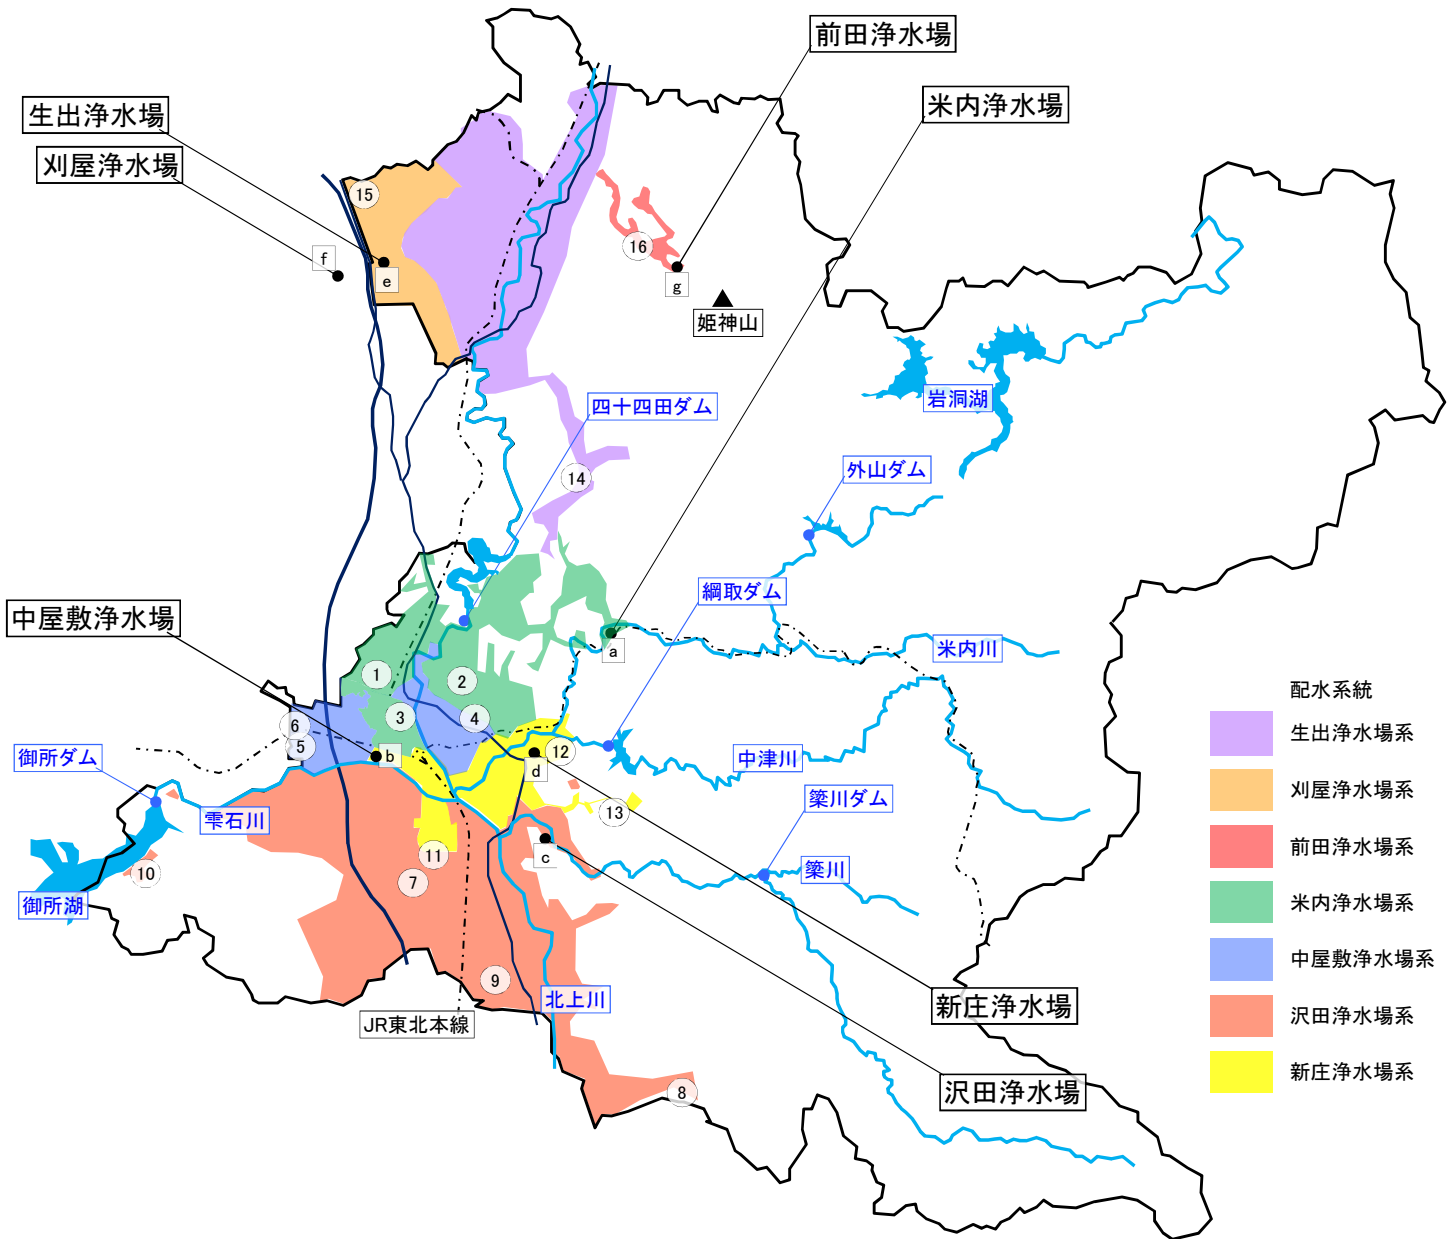 前田浄水場
米内浄水場
生出浄水場
刈屋浄水場
15
16
f
e
g
姫神山
四十四田ダム
岩洞湖
外山ダム
14
綱取ダム
中屋敷浄水場
a
米内川
1
2
配水系統
3
4
6
5
生出浄水場系
御所ダム
b
12
d
中津川
刈屋浄水場系
雫石川
13
簗川ダム
11
c
前田浄水場系
10
7
簗川
御所湖
米内浄水場系
中屋敷浄水場系
9
北上川
新庄浄水場
JR東北本線
沢田浄水場系
新庄浄水場系
8
沢田浄水場